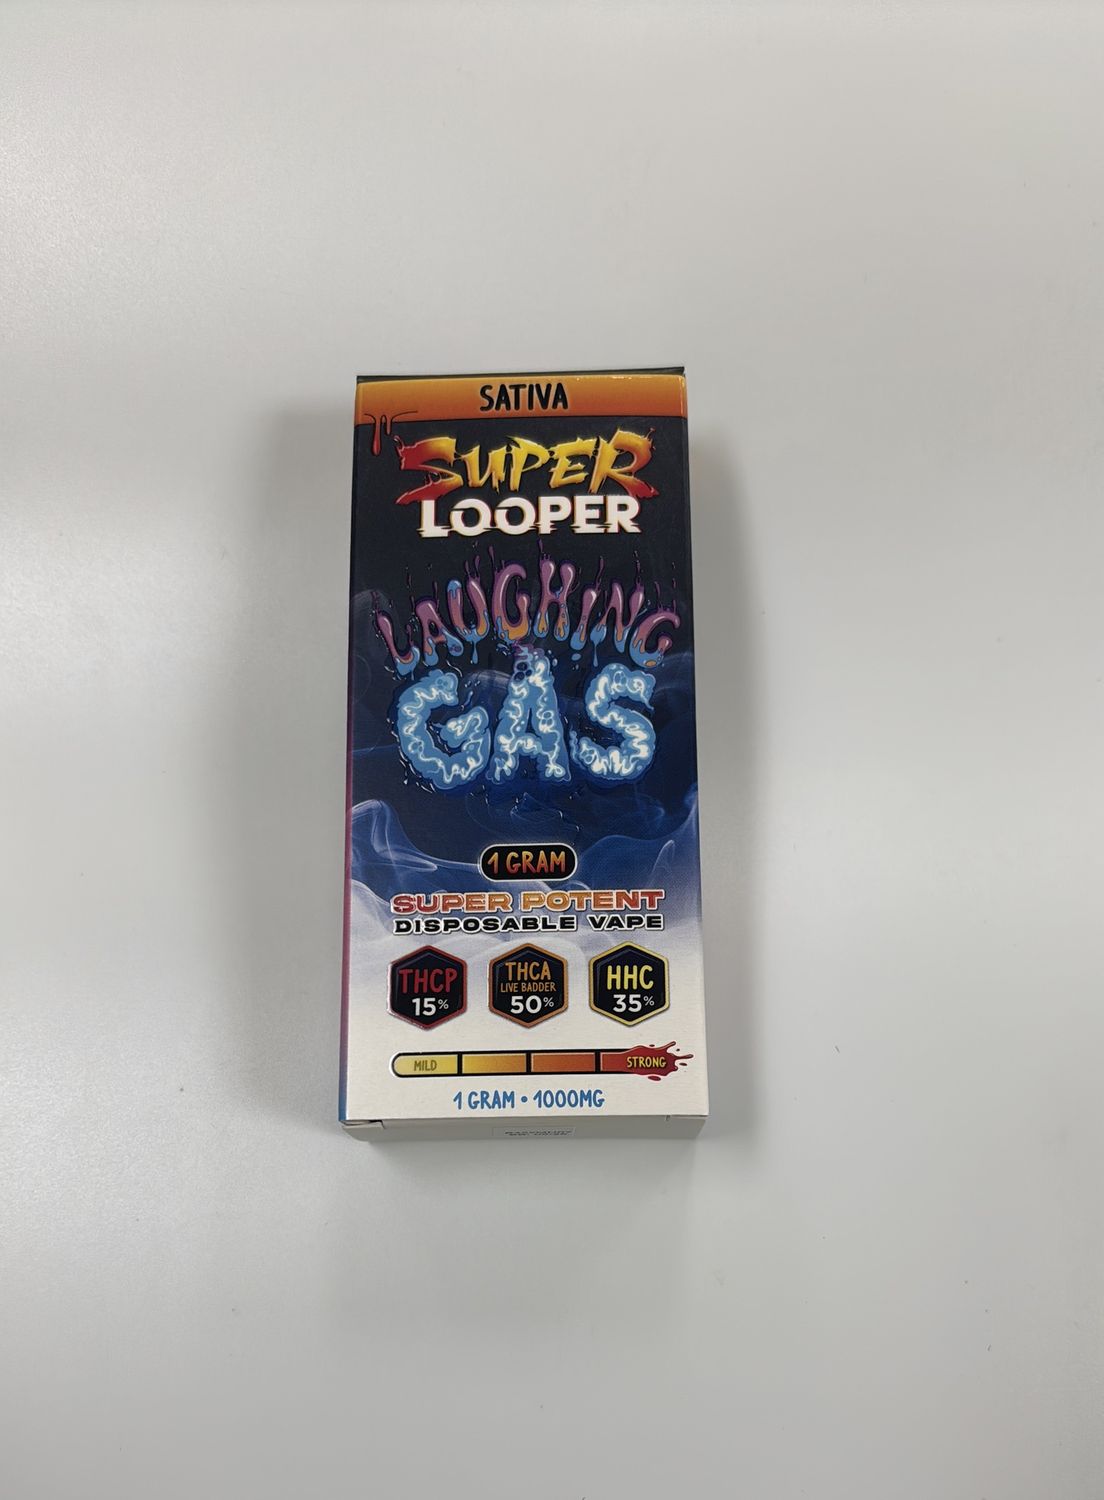 SATIVA
SUPER
LOOPER
LAUGHING
GAS
1 GRAM
SUPER POTENT
DISPOSABLE VAPE
THCP
15%
THCA
LIVE BADDER
50%
HHC
35%
MILD
STRONG
1 GRAM • 1000MG